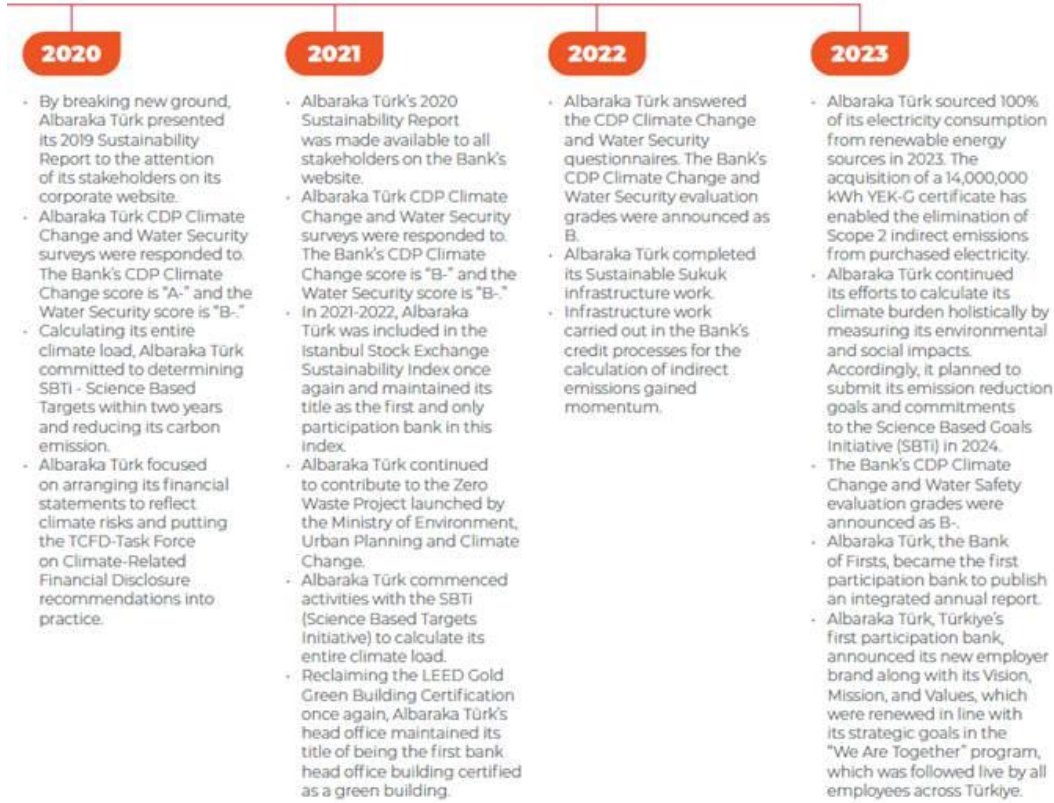 2020
· By breaking new ground,
Albaraka Türk presented
its 2019 Sustainability
Report to the attention
of its stakeholders on its
corporate website.
· Albaraka Türk CDP Climate
Change and Water Security
surveys were responded to.
The Bank's CDP Climate
Change score is "A-" and the
Water Security score is "B-."
· Calculating its entire
climate load, Albaraka Türk
committed to determining
SBTi - Science Based
Targets within two years
and reducing its carbon
emission.
· Albaraka Türk focused
on arranging its financial
statements to reflect
climate risks and putting
the TCFD-Task Force
on Climate-Related
Financial Disclosure
recommendations into
practice.
2021
· Albaraka Türk's 2020
Sustainability Report
was made available to all
stakeholders on the Bank's
website.
· Albaraka Türk CDP Climate
Change and Water Security
surveys were responded to.
The Bank's CDP Climate
Change score is "B-" and the
Water Security score is "B-."
· In 2021-2022, Albaraka
Türk was included in the
Istanbul Stock Exchange
Sustainability Index once
again and maintained its
title as the first and only
participation bank in this
index.
· Albaraka Türk continued
to contribute to the Zero
Waste Project launched by
the Ministry of Environment,
Urban Planning and Climate
Change.
· Albaraka Türk commenced
activities with the SBTi
(Science Based Targets
Initiative) to calculate its
entire climate load.
· Reclaiming the LEED Gold
Green Building Certification
once again, Albaraka Türk's
head office maintained its
title of being the first bank
head office building certified
as a green building.
2022
· Albaraka Türk answered
the CDP Climate Change
and Water Security
questionnaires. The Bank's
CDP Climate Change and
Water Security evaluation
grades were announced as
B.
· Albaraka Türk completed
its Sustainable Sukuk
infrastructure work.
· Infrastructure work
carried out in the Bank's
credit processes for the
calculation of indirect
emissions gained
momentum.
2023
· Albaraka Türk sourced 100%
of its electricity consumption
from renewable energy
sources in 2023. The
acquisition of a 14,000,000
kWh YEK-G certificate has
enabled the elimination of
Scope 2 indirect emissions
from purchased electricity.
· Albaraka Türk continued
its efforts to calculate its
climate burden holistically by
measuring its environmental
and social impacts.
Accordingly, it planned to
submit its emission reduction
goals and commitments
to the Science Based Goals
Initiative (SBTi) in 2024.
· The Bank's CDP Climate
Change and Water Safety
evaluation grades were
announced as B-.
· Albaraka Türk, the Bank
of Firsts, became the first
participation bank to publish
an integrated annual report.
· Albaraka Türk, Türkiye's
first participation bank,
announced its new employer
brand along with its Vision,
Mission, and Values, which
were renewed in line with
its strategic goals in the
"We Are Together" program,
which was followed live by all
employees across Türkiye.